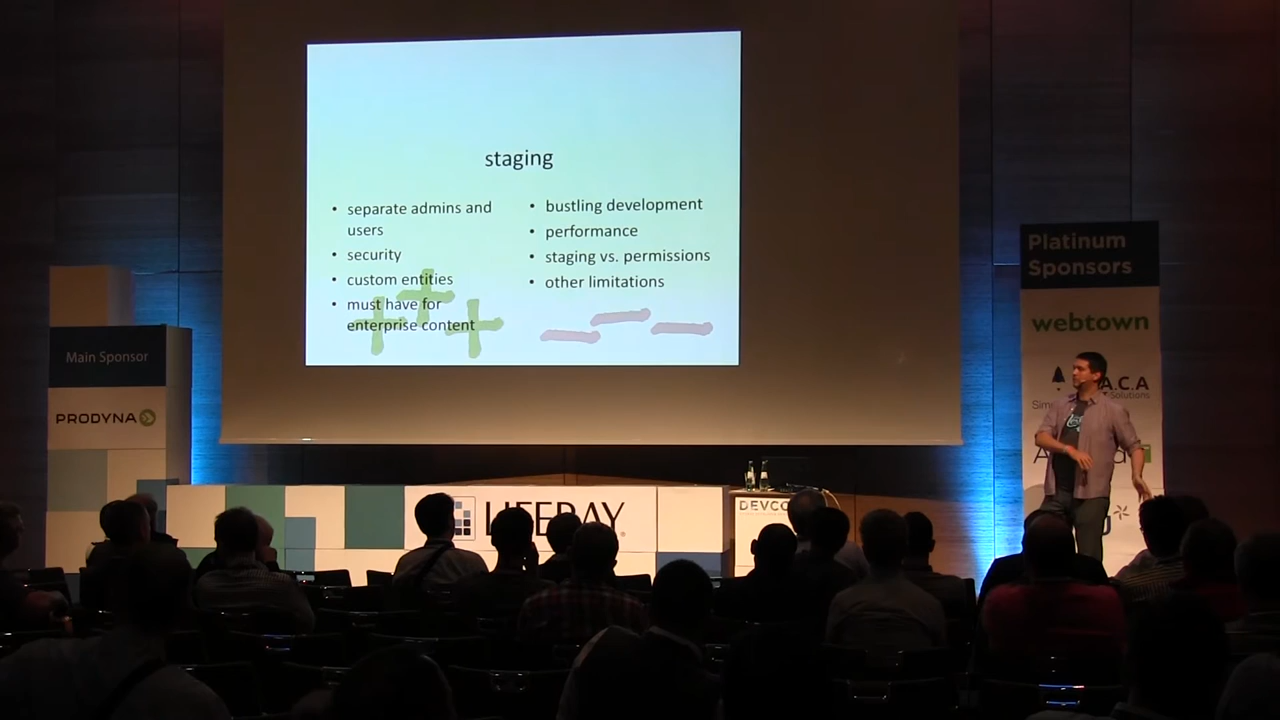 staging
• separate admins and
users
• security
• custom entities
• must have for
enterprise content
• bustling development
• performance
• staging vs. permissions
• other limitations
Main Sponsor
PRODYNA
LIFERAY
Platinum
Sponsors
webtown
A.C.A
Solutions